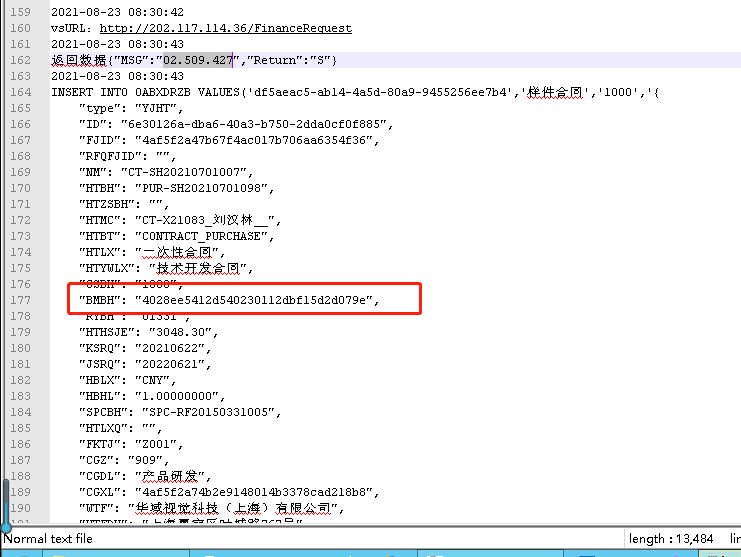 159 2021-08-23 08:30:42
160 vsURL: http://202.117.114.36/FinanceRequest
161 2021-08-23 08:30:43
162 返回数据{"MSG":"02.509.427","Return":"S"}
163 2021-08-23 08:30:43
164 INSERT INTO OABXDRZB VALUES('df5aeac5-ab14-4a5d-80a9-9455256ee7b4','样件合同','1000','{
165 "type": "YJHT",
166 "ID": "6e30126a-dba6-40a3-b750-2dda0cf0f885",
167 "FJID": "4af5f2a47b67f4ac017b706aa6354f36",
168 "RFQFJID": "",
169 "NM": "CT-SH20210701007",
170 "HTBH": "PUR-SH20210701098",
171 "HTZSBH": "",
172 "HTMC": "CT-X21083_刘汉林__",
173 "HTBT": "CONTRACT_PURCHASE",
174 "HTLX": "一次性合同",
175 "HTYWLX": "技术开发合同",
176 "GSBH": "1000",
177 "BMBH": "4028ee5412d540230112dbf15d2d079e",
178 "RYBH": "01331",
179 "HTHSJE": "3048.30",
180 "KSRQ": "20210622",
181 "JSRQ": "20220621",
182 "HBLX": "CNY",
183 "HBHL": "1.00000000",
184 "SPCBH": "SPC-RF20150331005",
185 "HTLXQ": "",
186 "FKTJ": "Z001",
187 "CGZ": "909",
188 "CGDL": "产品研发",
189 "CGXL": "4af5f2a74b2e9148014b3378cad218b8",
190 "WTF": "华域视觉科技（上海）有限公司",
191
Normal text file length : 13,484 lin